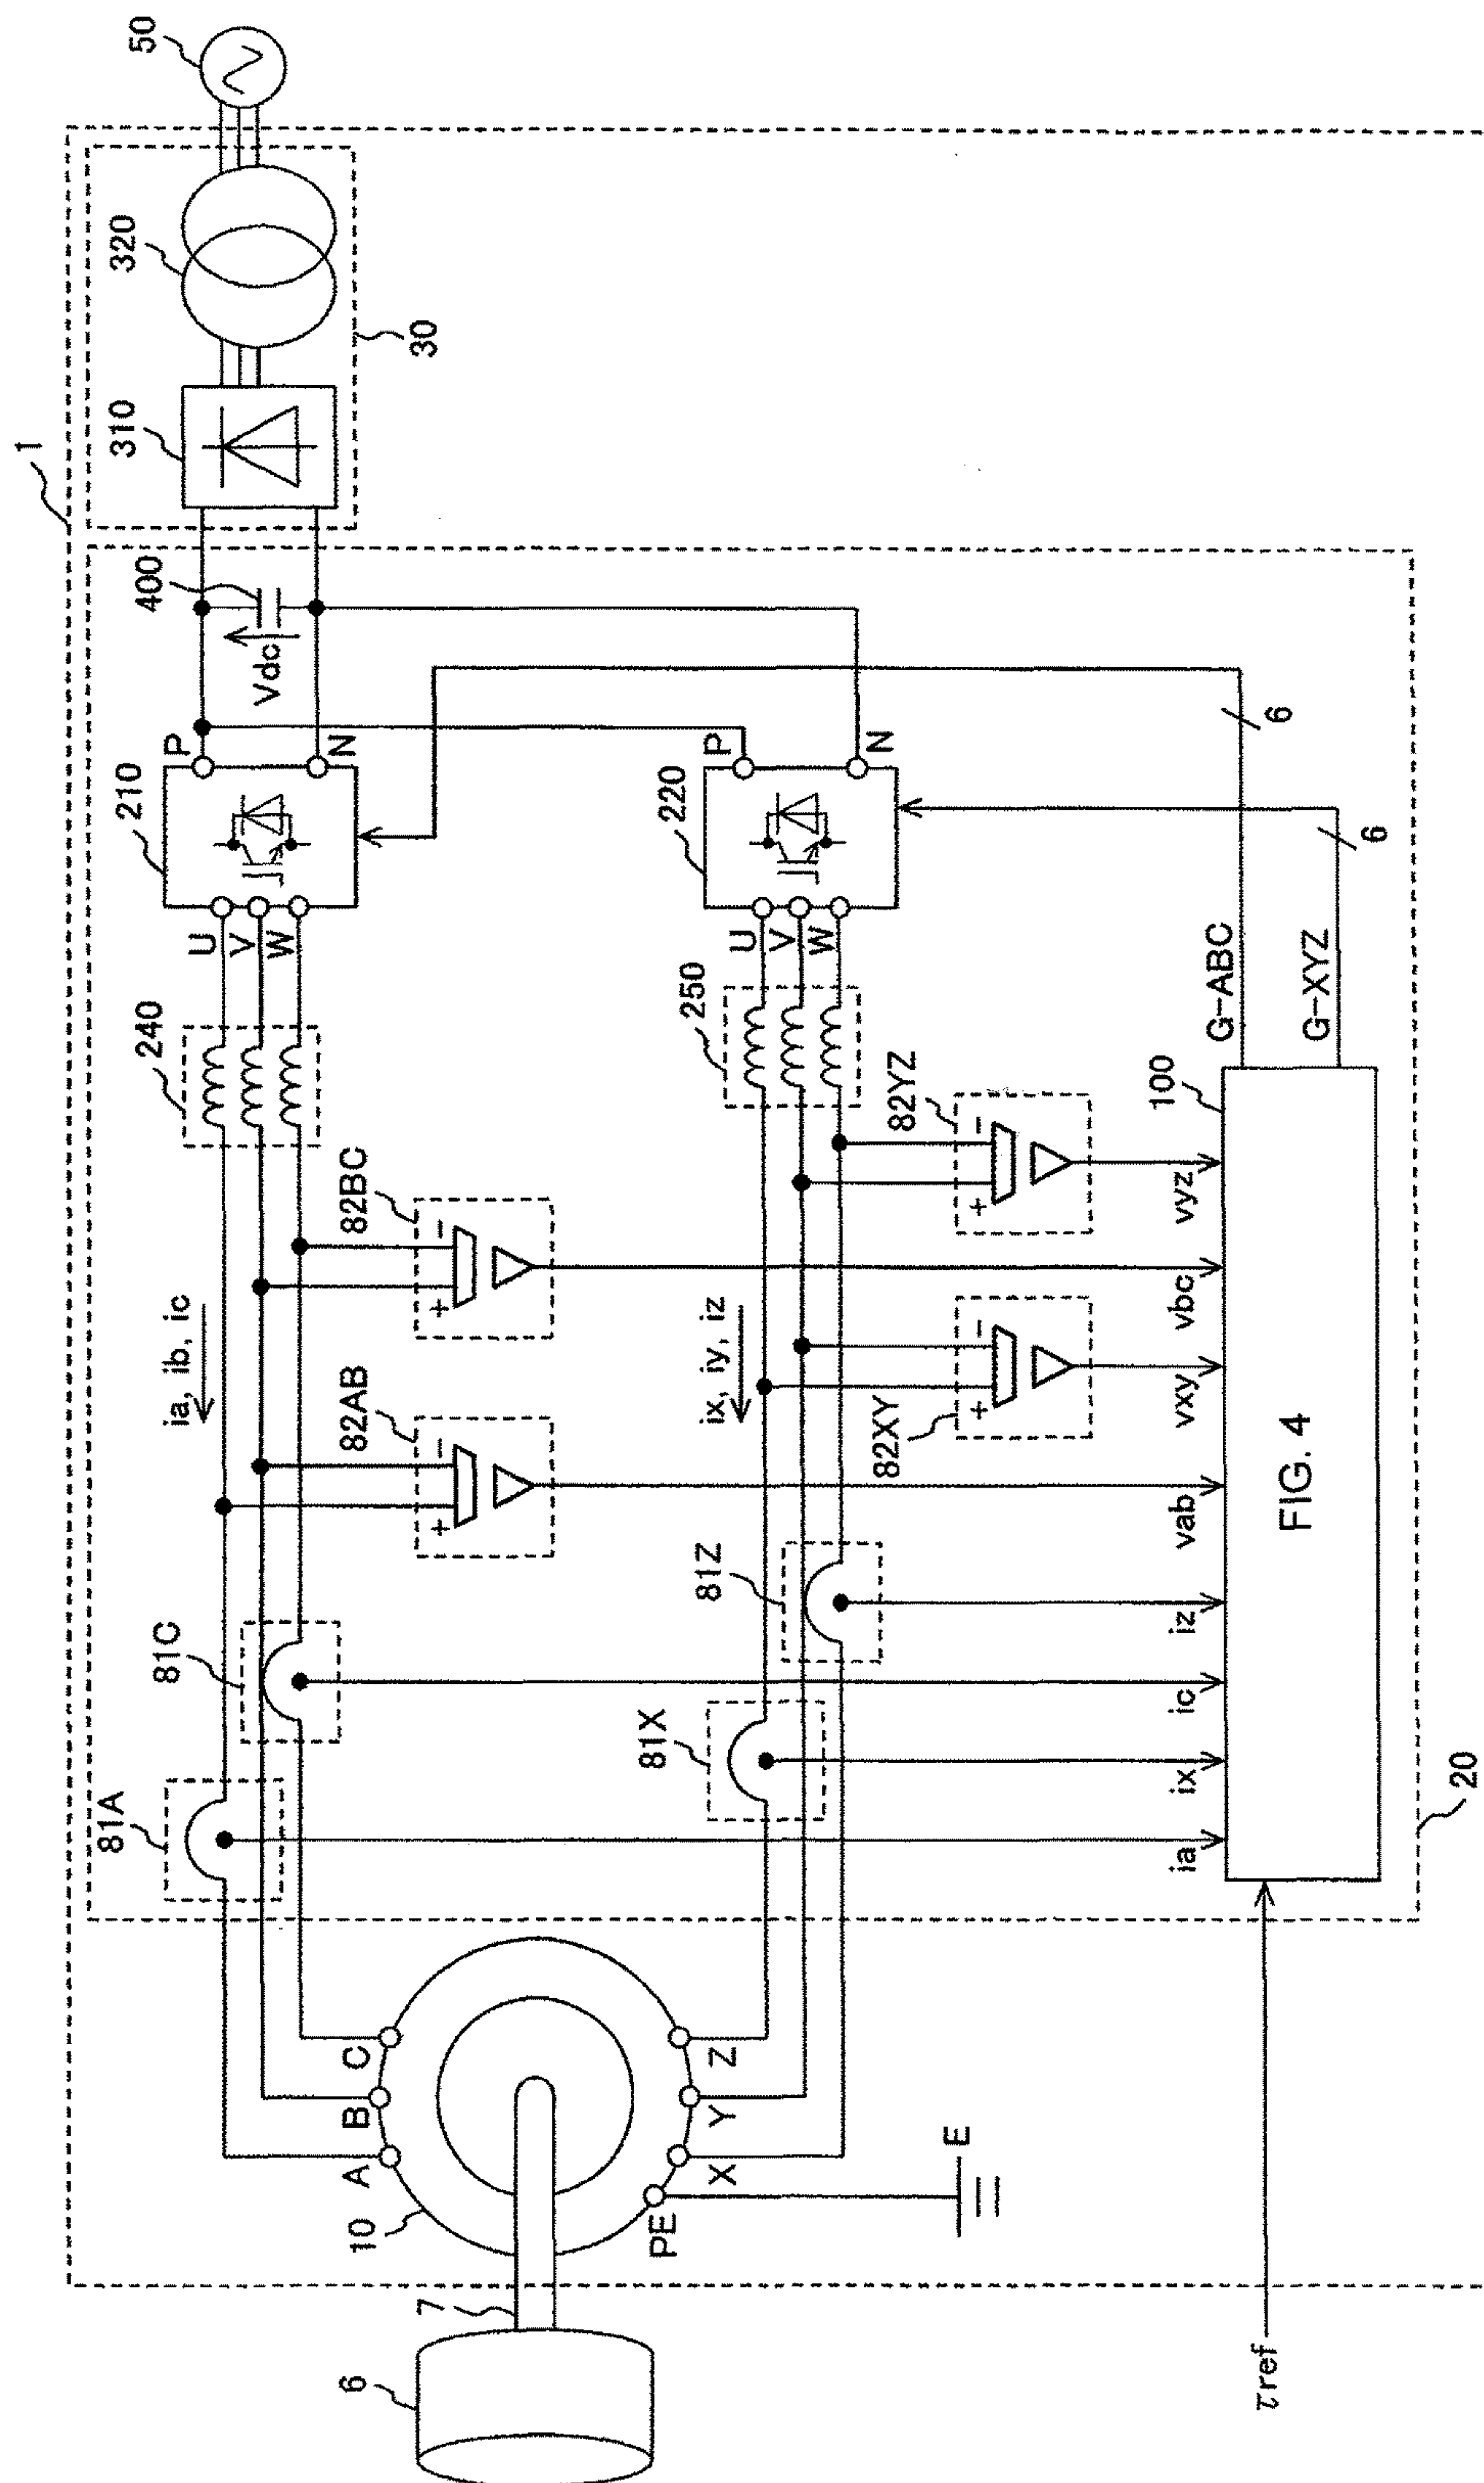 1
50
320
30
310
400
Vdc
P
N
210
U
V
W
240
P
N
220
U
V
W
250
6
6
G-ABC
G-XYZ
82BC
+
−
ia, ib, ic
82AB
+
−
82YZ
+
−
ix, iy, iz
82XY
+
−
100
vyz
vbc
vxy
vab
iz
ic
ix
ia
FIG. 4
81C
81A
81Z
81X
20
C
B
A
Z
Y
X
PE
E
10
7
6
τref